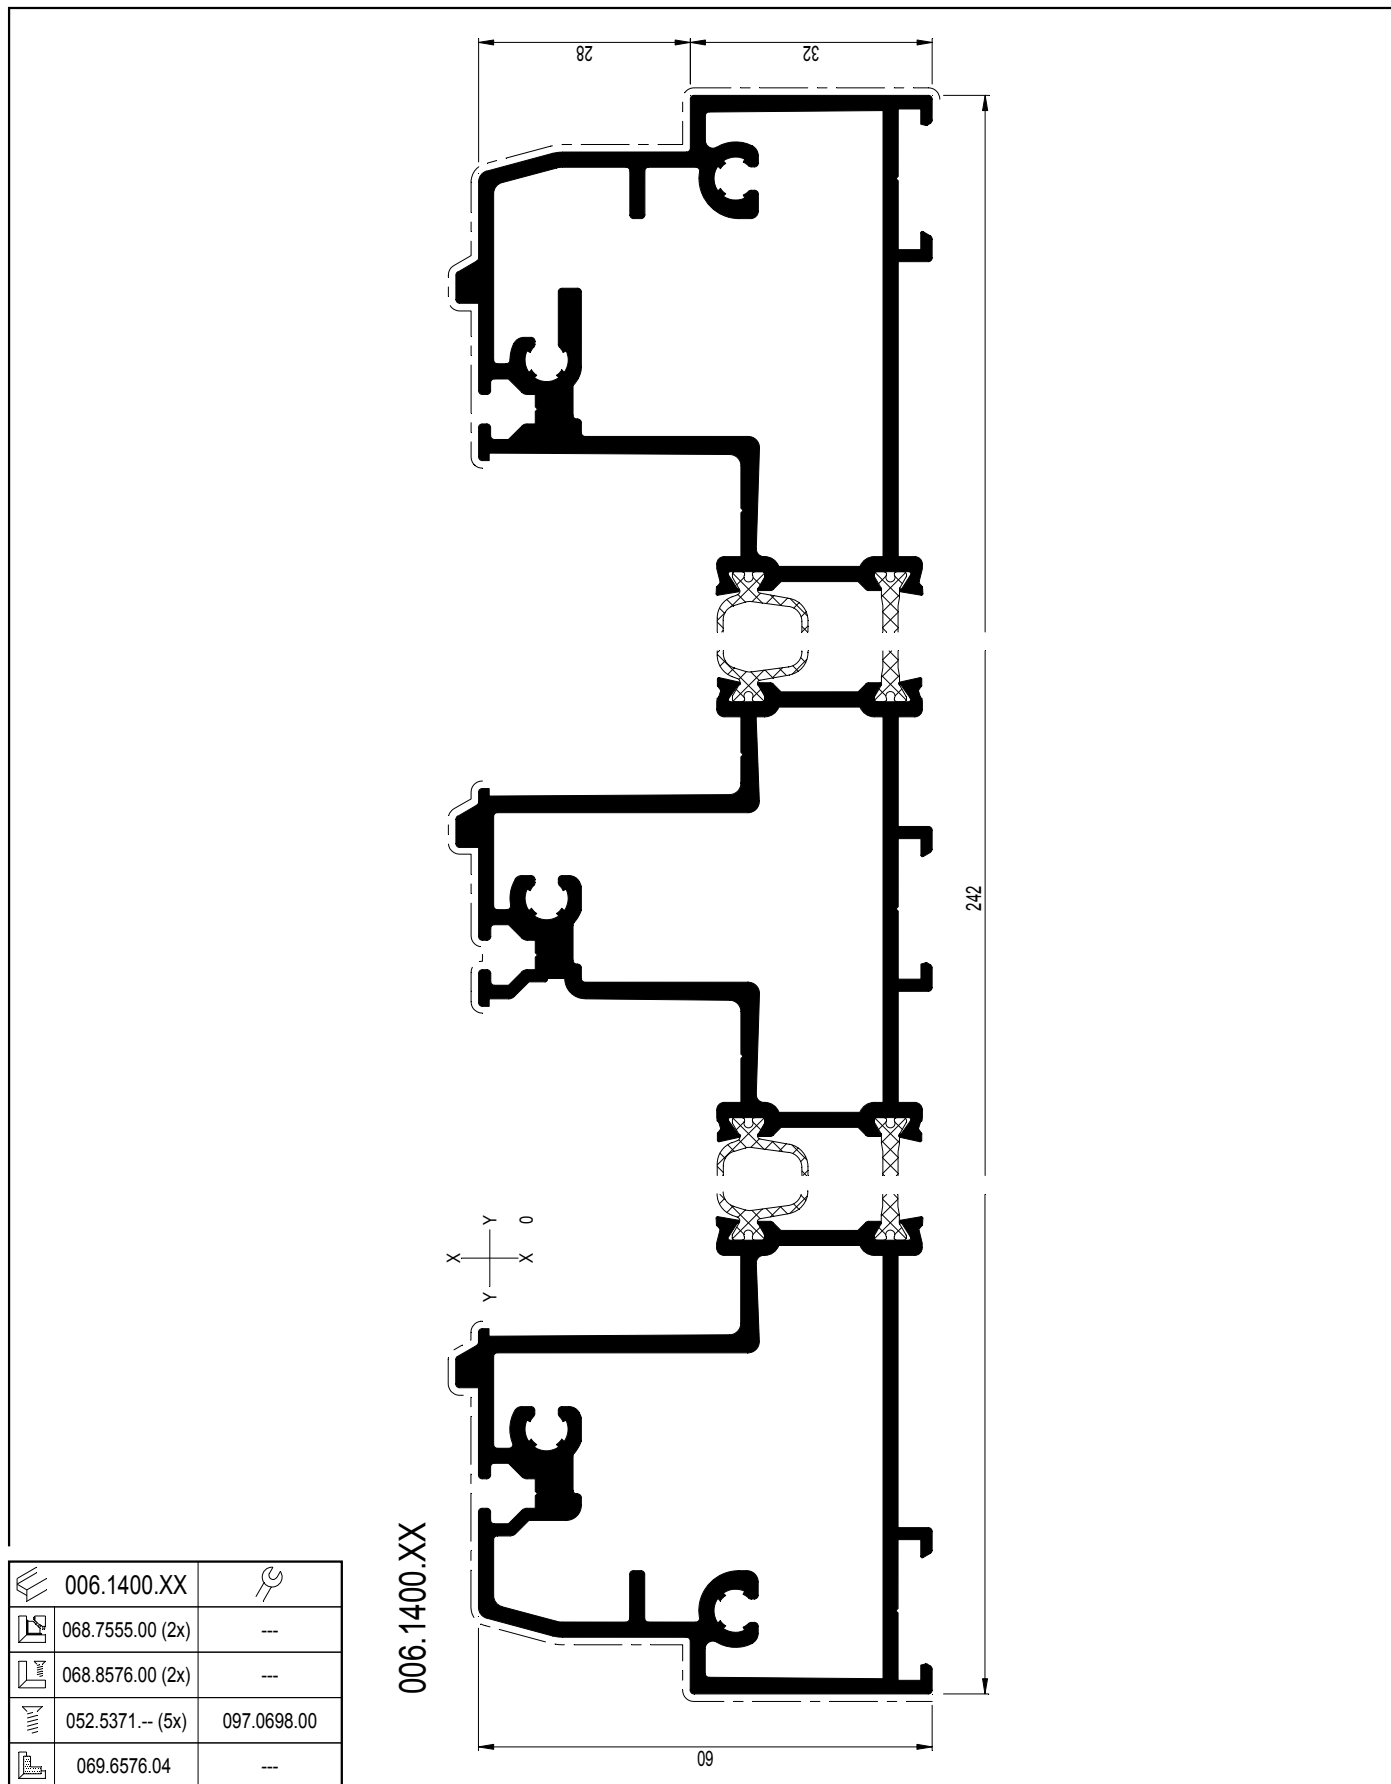 28
32
242
X
Y
0
Y
X
60
006.1400.XX
006.1400.XX
068.7555.00 (2x)
---
068.8576.00 (2x)
---
052.5371.-- (5x)
097.0698.00
069.6576.04
---